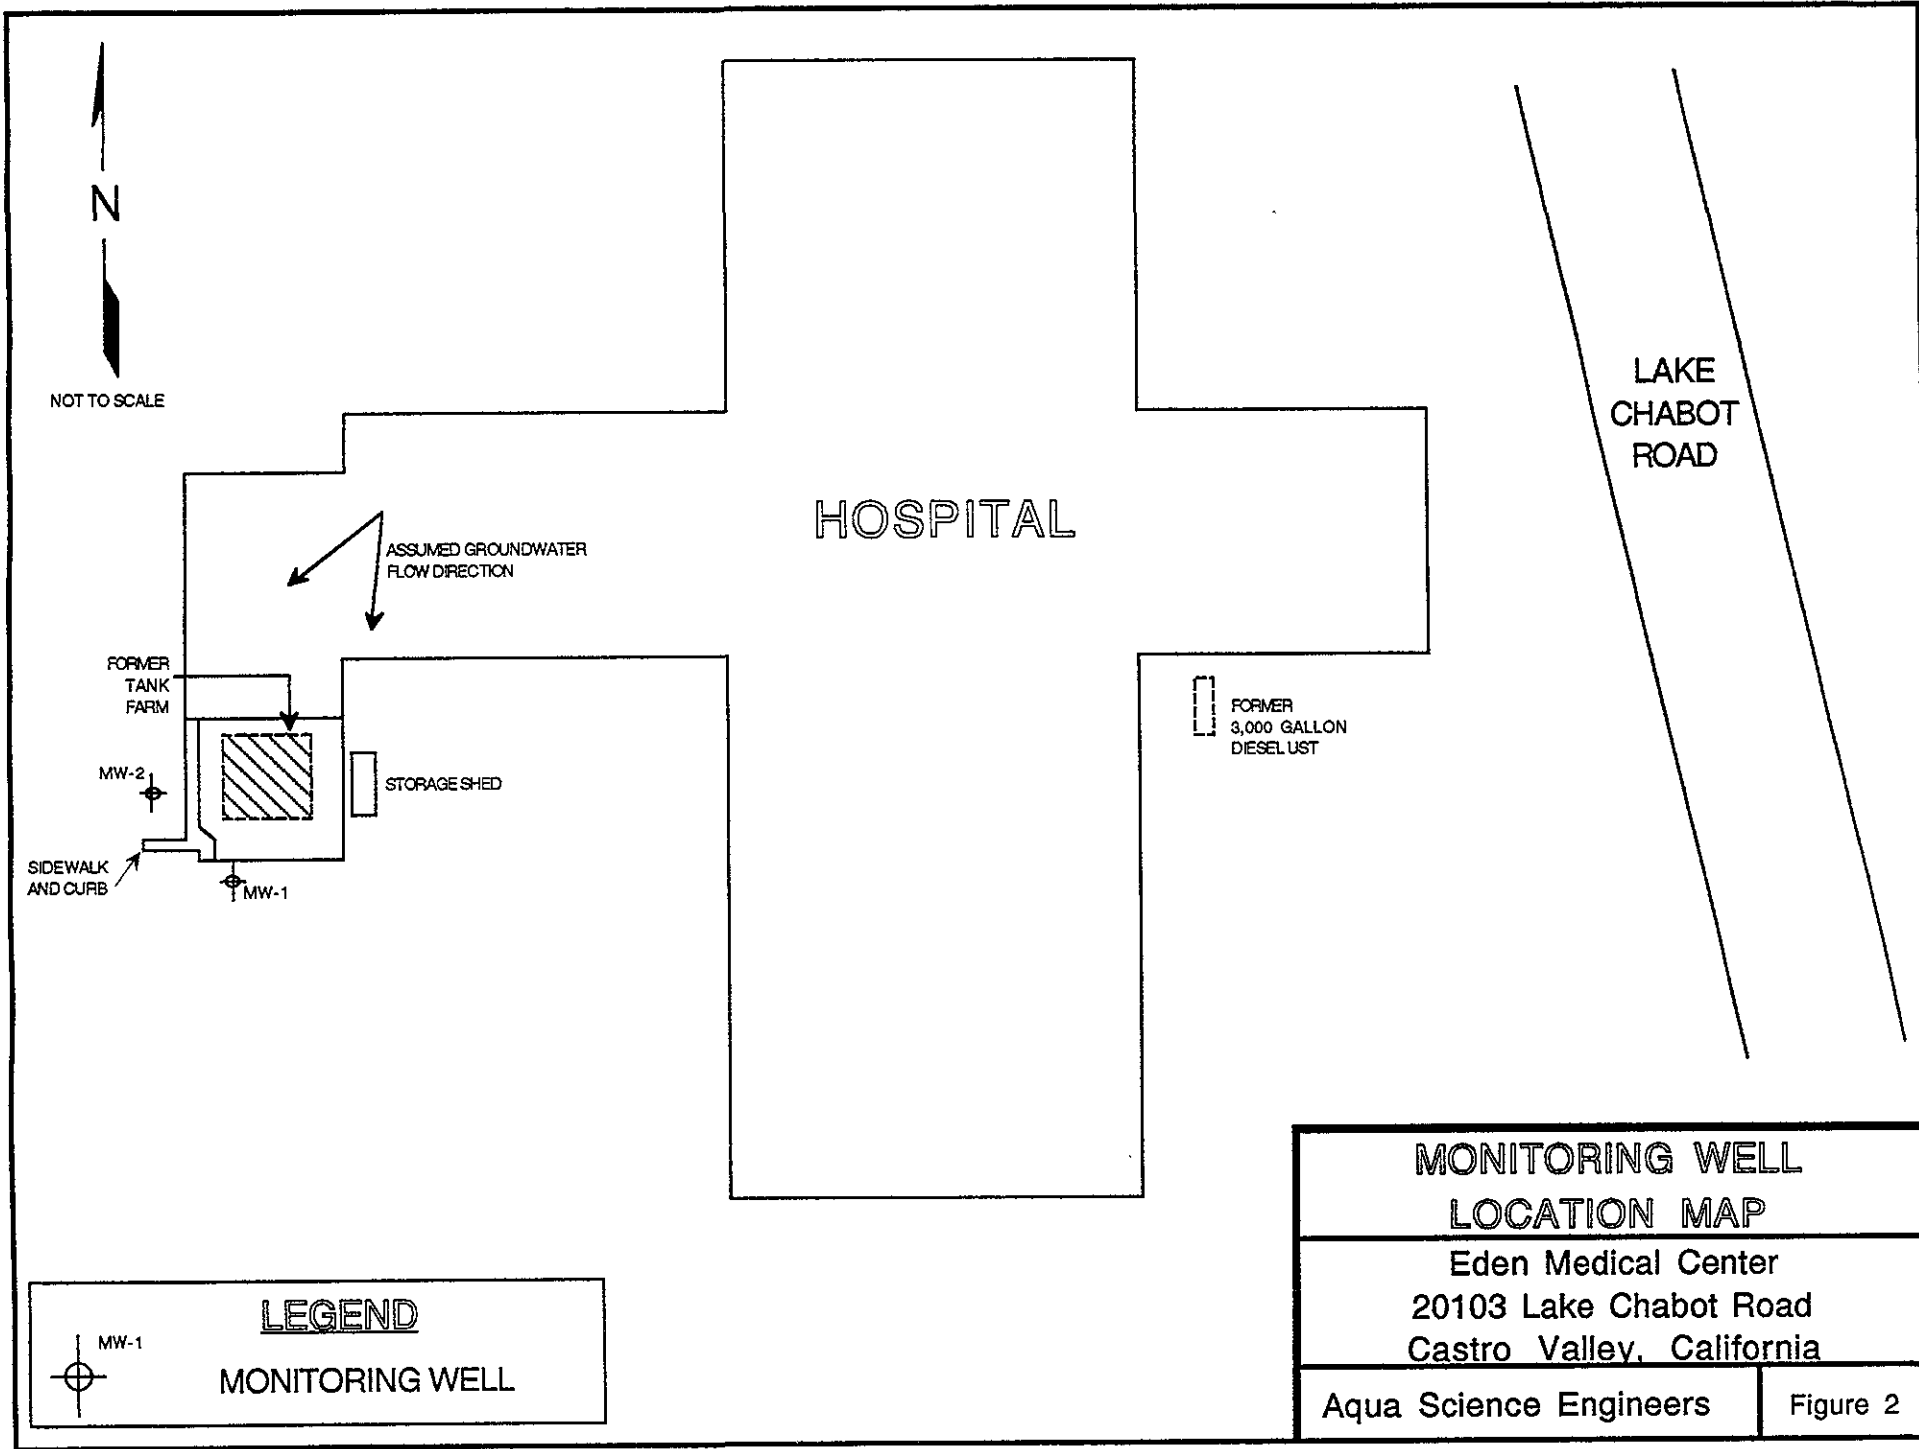 N
NOT TO SCALE
LAKE
CHABOT
ROAD
HOSPITAL
ASSUMED GROUNDWATER
FLOW DIRECTION
FORMER
TANK
FARM
FORMER
3,000 GALLON
DIESEL UST
MW-2
STORAGE SHED
SIDEWALK
AND CURB
MW-1
LEGEND
MW-1
MONITORING WELL
MONITORING WELL
LOCATION MAP
Eden Medical Center
20103 Lake Chabot Road
Castro Valley, California
Aqua Science Engineers
Figure 2